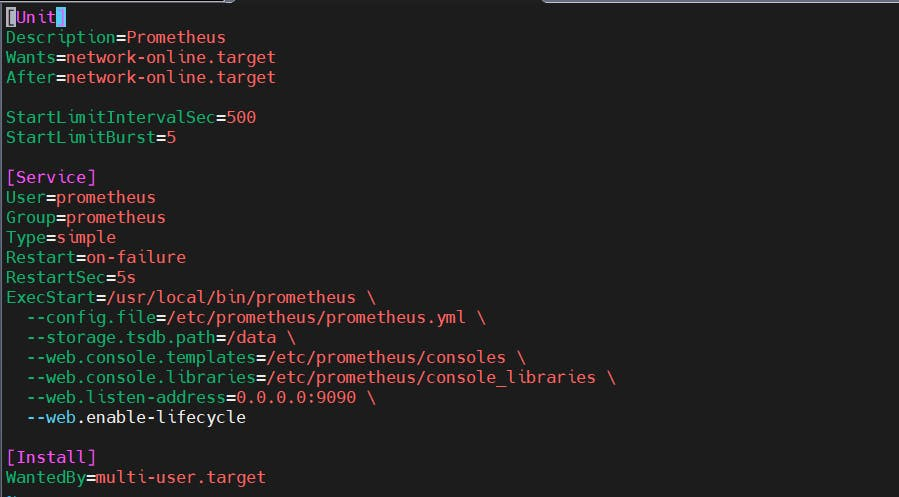 [Unit]
Description=Prometheus
Wants=network-online.target
After=network-online.target
StartLimitIntervalSec=500
StartLimitBurst=5
[Service]
User=prometheus
Group=prometheus
Type=simple
Restart=on-failure
RestartSec=5s
ExecStart=/usr/local/bin/prometheus \
  --config.file=/etc/prometheus/prometheus.yml \
  --storage.tsdb.path=/data \
  --web.console.templates=/etc/prometheus/consoles \
  --web.console.libraries=/etc/prometheus/console_libraries \
  --web.listen-address=0.0.0.0:9090 \
  --web.enable-lifecycle
[Install]
WantedBy=multi-user.target